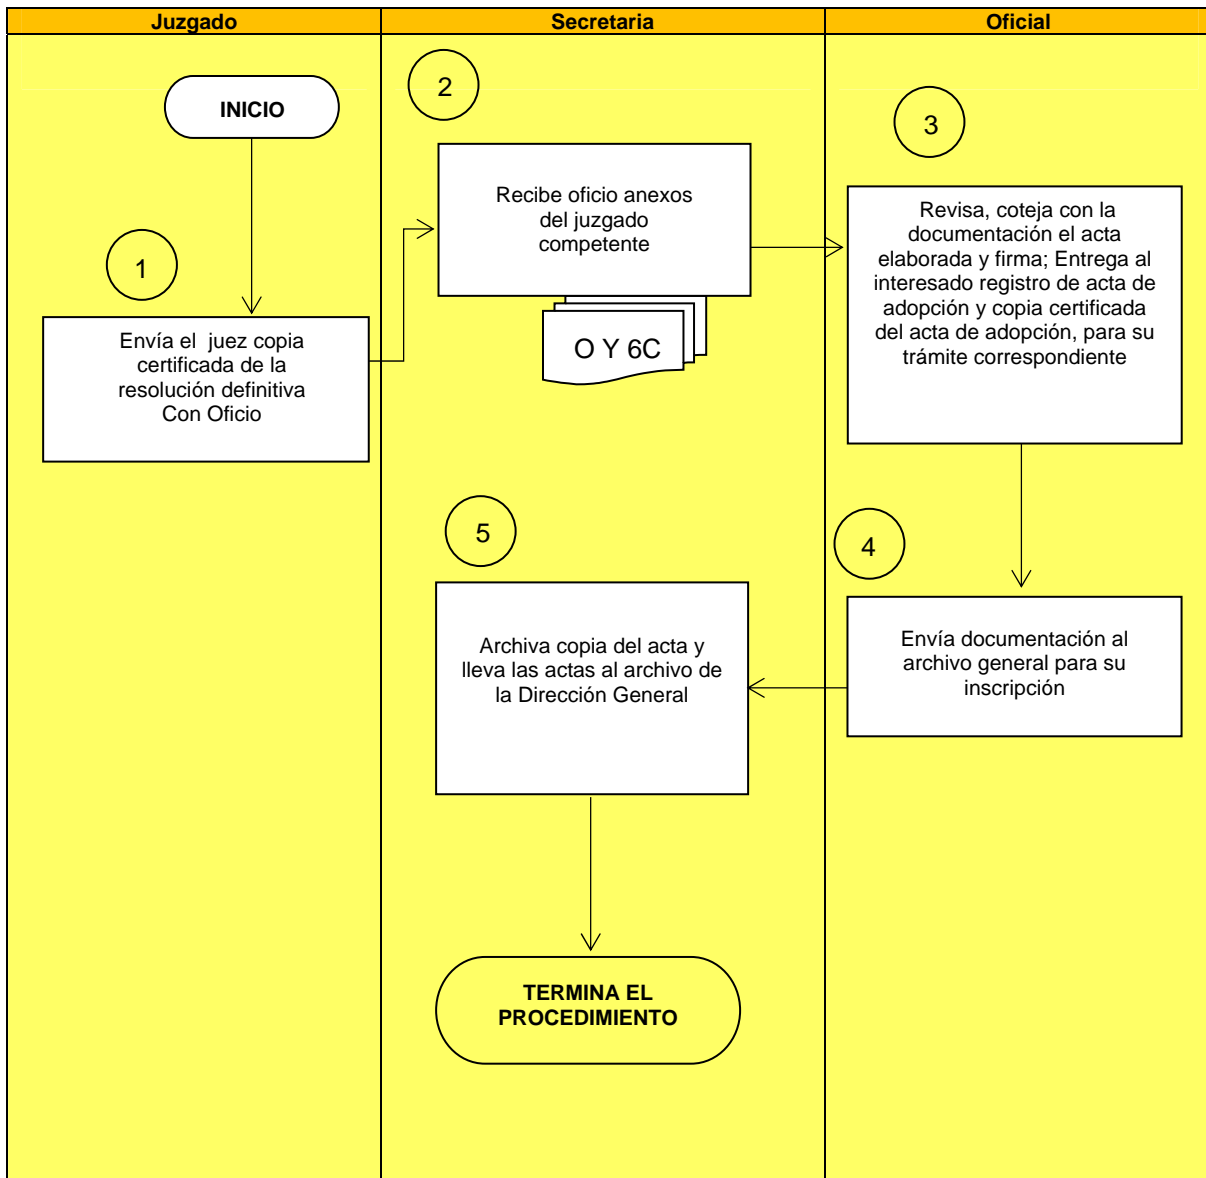 Juzgado
Secretaria
Oficial
INICIO
1
Envía el juez copia
certificada de la
resolución definitiva
Con Oficio
2
Recibe oficio anexos
del juzgado
competente
O Y 6C
3
Revisa, coteja con la
documentación el acta
elaborada y firma; Entrega al
interesado registro de acta de
adopción y copia certificada
del acta de adopción, para su
trámite correspondiente
4
Envía documentación al
archivo general para su
inscripción
5
Archiva copia del acta y
lleva las actas al archivo de
la Dirección General
TERMINA EL
PROCEDIMIENTO